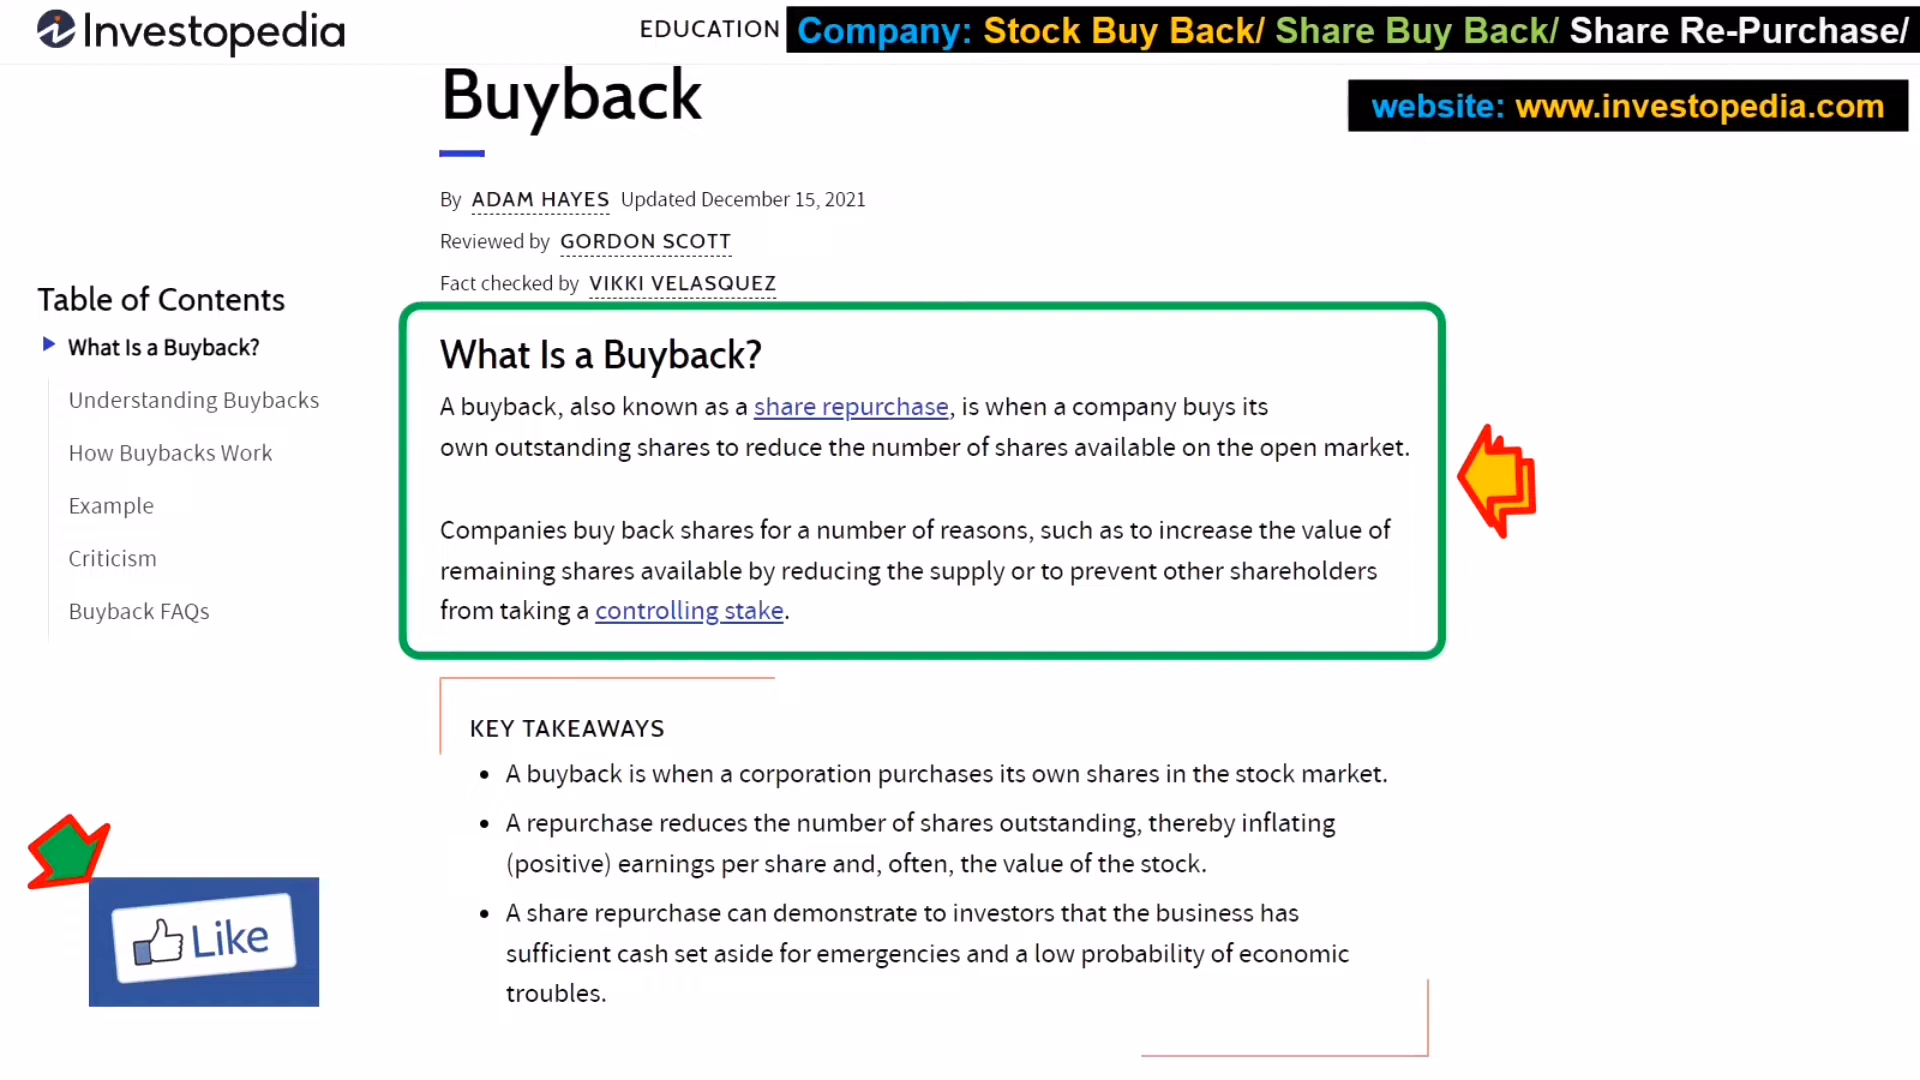 Investopedia
EDUCATION
Company: Stock Buy Back/ Share Buy Back/ Share Re-Purchase/
website: www.investopedia.com
Buyback
By ADAM HAYES Updated December 15, 2021
Reviewed by GORDON SCOTT
Fact checked by VIKKI VELASQUEZ
Table of Contents
What Is a Buyback?
Understanding Buybacks
How Buybacks Work
Example
Criticism
Buyback FAQs
What Is a Buyback?
A buyback, also known as a share repurchase, is when a company buys its
own outstanding shares to reduce the number of shares available on the open market.
Companies buy back shares for a number of reasons, such as to increase the value of
remaining shares available by reducing the supply or to prevent other shareholders
from taking a controlling stake.
KEY TAKEAWAYS
• A buyback is when a corporation purchases its own shares in the stock market.
• A repurchase reduces the number of shares outstanding, thereby inflating
(positive) earnings per share and, often, the value of the stock.
• A share repurchase can demonstrate to investors that the business has
sufficient cash set aside for emergencies and a low probability of economic
troubles.
Like